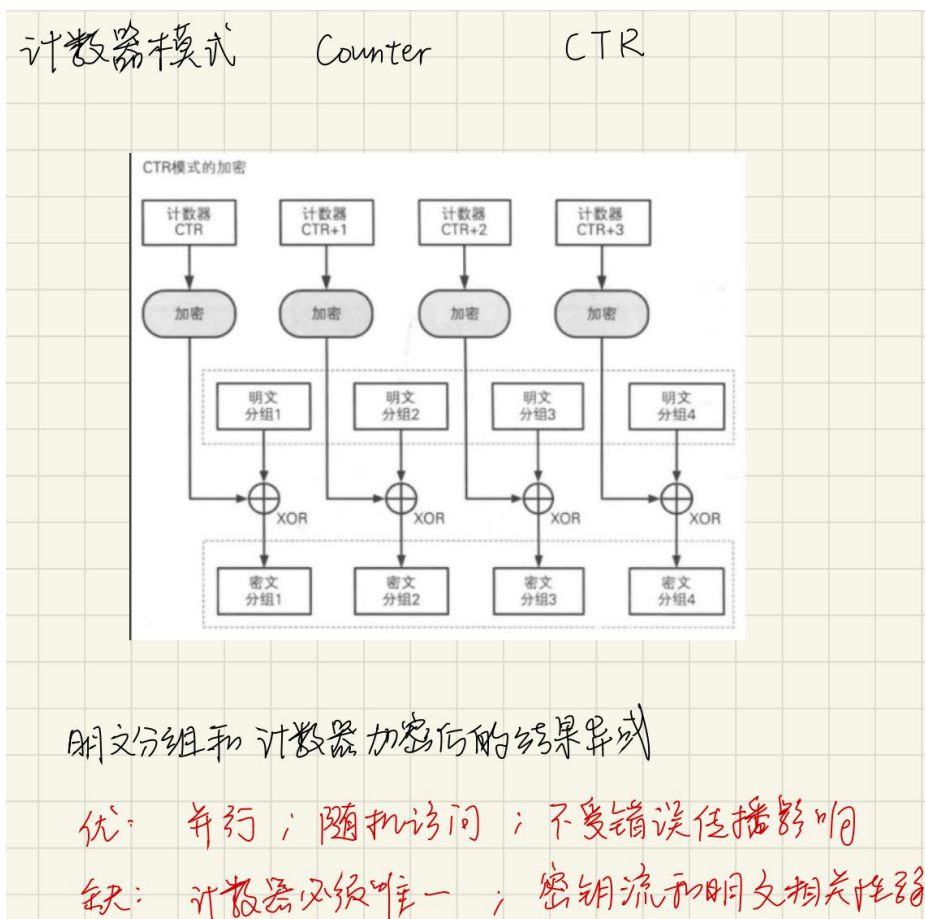 计数器模式 Counter CTR
CTR模式的加密
计数器 CTR
计数器 CTR+1
计数器 CTR+2
计数器 CTR+3
加密 加密 加密 加密
明文 分组1
明文 分组2
明文 分组3
明文 分组4
XOR XOR XOR XOR
密文 分组1
密文 分组2
密文 分组3
密文 分组4
明文分组和计数器加密后的结果异或
优: 并行; 随机访问; 不受错误传播影响
缺: 计数器必须唯一; 密钥流和明文相关性弱